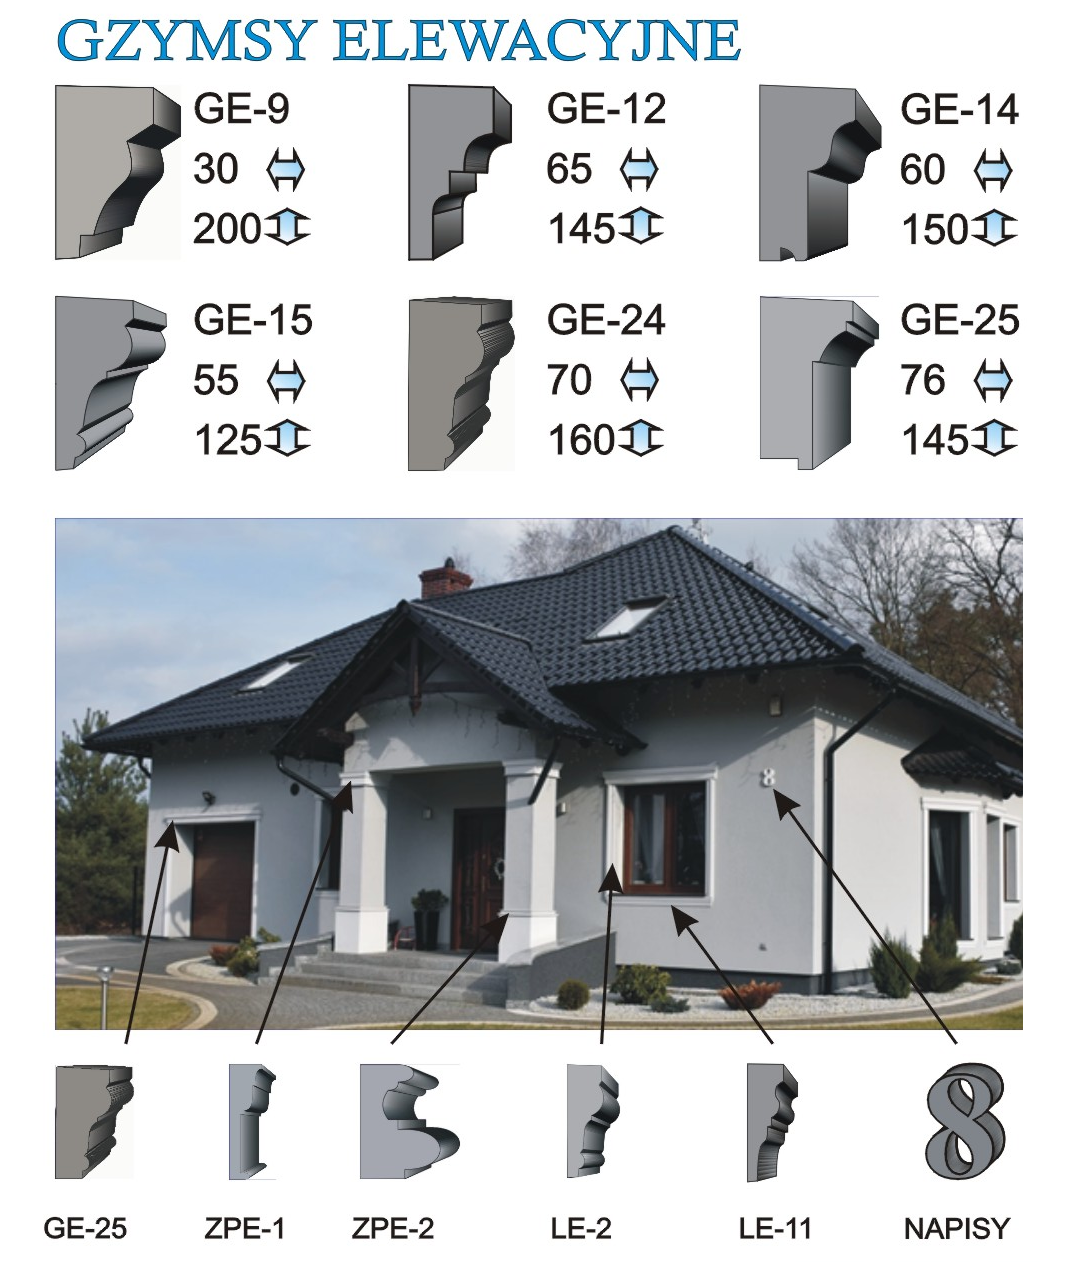 GZYMSY ELEWACYJNE
GE-9
30
200
GE-12
65
145
GE-14
60
150
GE-15
55
125
GE-24
70
160
GE-25
76
145
8
GE-25
ZPE-1
ZPE-2
LE-2
LE-11
8
NAPISY